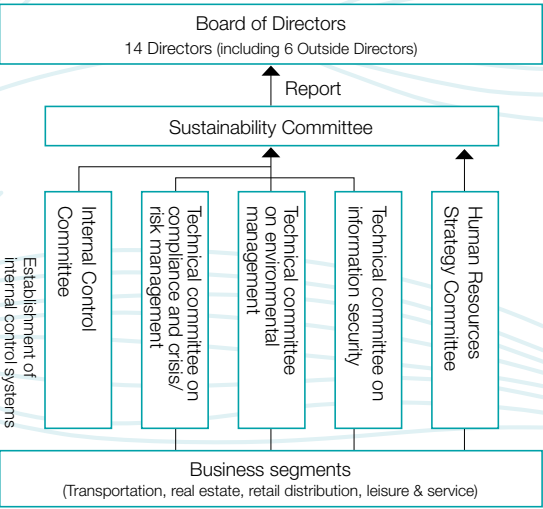 Board of Directors
14 Directors (including 6 Outside Directors)
Report
Sustainability Committee
Internal Control
Committee
Establishment of
internal control systems
Technical committee on
compliance and crisis/
risk management
Technical committee
on environmental
management
Technical committee on
information security
Human Resources
Strategy Committee
Business segments
(Transportation, real estate, retail distribution, leisure & service)